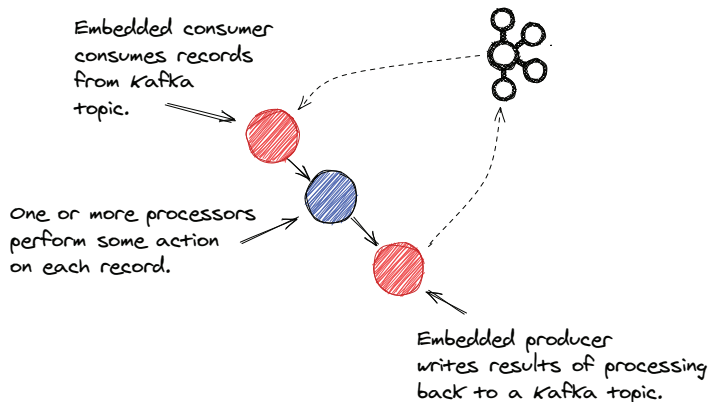 Embedded consumer
consumes records
from Kafka
topic.
One or more processors
perform some action
on each record.
Embedded producer
writes results of processing
back to a Kafka topic.